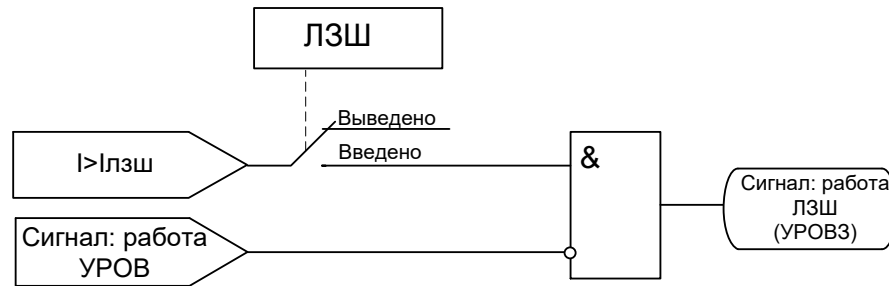 ЛЗШ
Выведено
Введено
I>Iлзш
&
Сигнал: работа
ЛЗШ
(УРОВЗ)
Сигнал: работа
УРОВ